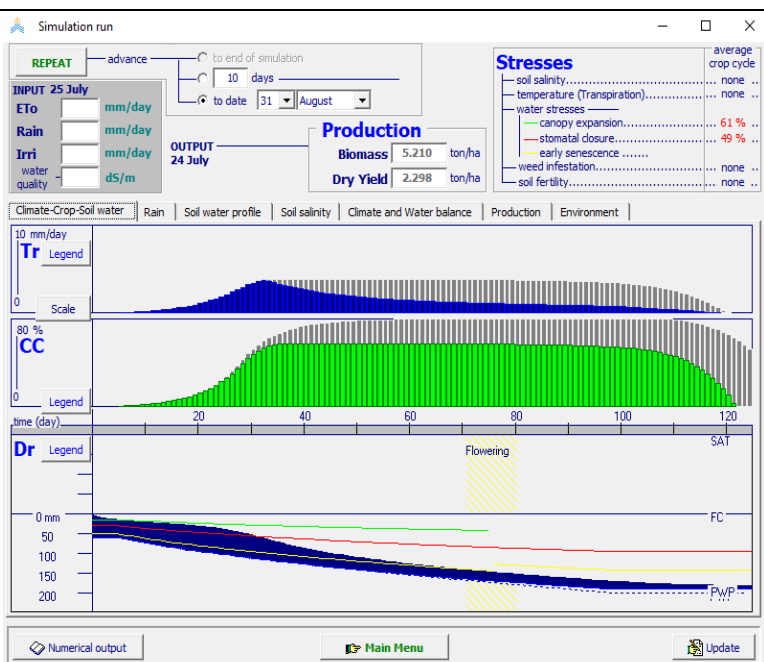 Simulation run
REPEAT
advance
to end of simulation
10 days
to date 31 August
INPUT 25 July
ETo mm/day
Rain mm/day
Irri mm/day
water quality dS/m
OUTPUT
24 July
Production
Biomass 5.210 ton/ha
Dry Yield 2.298 ton/ha
Stresses
average
crop cycle
soil salinity................................ none ..
temperature (Transpiration)................ none ..
water stresses
canopy expansion...................... 61 % ..
stomatal closure....................... 49 % ..
early senescence .......
weed infestation........................... none ..
soil fertility................................ none ..
Climate-Crop-Soil water Rain Soil water profile Soil salinity Climate and Water balance Production Environment
10 mm/day
Tr Legend
0
Scale
80 %
CC
0
Legend
time (day) 20 40 60 80 100 120
Dr Legend
Flowering
SAT
0 mm
FC
50
100
150
200
PWP
Numerical output
Main Menu
Update